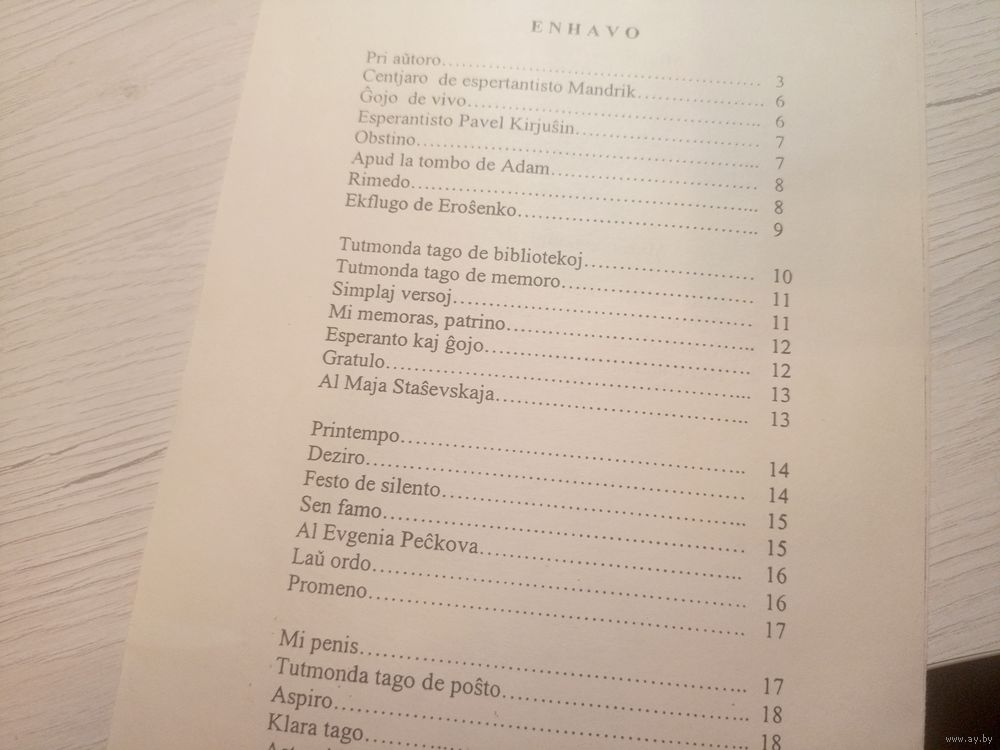 ENHAVO
Pri aŭtoro 3
Centjaro de espertantisto Mandrik 6
Ĝojo de vivo 6
Esperantisto Pavel Kirjuŝin 7
Obstino 7
Apud la tombo de Adam 8
Rimedo 8
Ekflugo de Eroŝenko 9
Tutmonda tago de bibliotekoj 10
Tutmonda tago de memoro 11
Simplaj versoj 11
Mi memoras, patrino 12
Esperanto kaj ĝojo 12
Gratulo 13
Al Maja Staŝevskaja 13
Printempo 14
Deziro 14
Festo de silento 15
Sen famo 15
Al Evgenia Peĉkova 16
Laŭ ordo 16
Promeno 17
Mi penis 17
Tutmonda tago de poŝto 18
Aspiro 18
Klara tago
www.ay.by